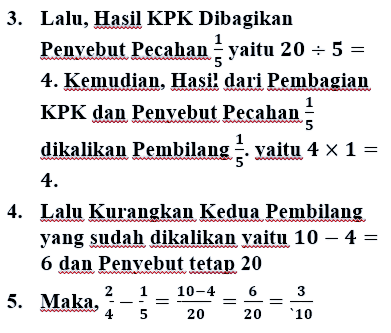 3. Lalu, Hasil KPK Dibagikan
Penyebut Pecahan 1/5 yaitu 20 ÷ 5 =
4. Kemudian, Hasi! dari Pembagian
KPK dan Penyebut Pecahan 1/5
dikalikan Pembilang 1/5. yaitu 4 × 1 =
4.
4. Lalu Kurangkan Kedua Pembilang
yang sudah dikalikan yaitu 10 − 4 =
6 dan Penyebut tetap 20
5. Maka, 2/4 − 1/5 = 10−4/20 = 6/20 = 3/`10